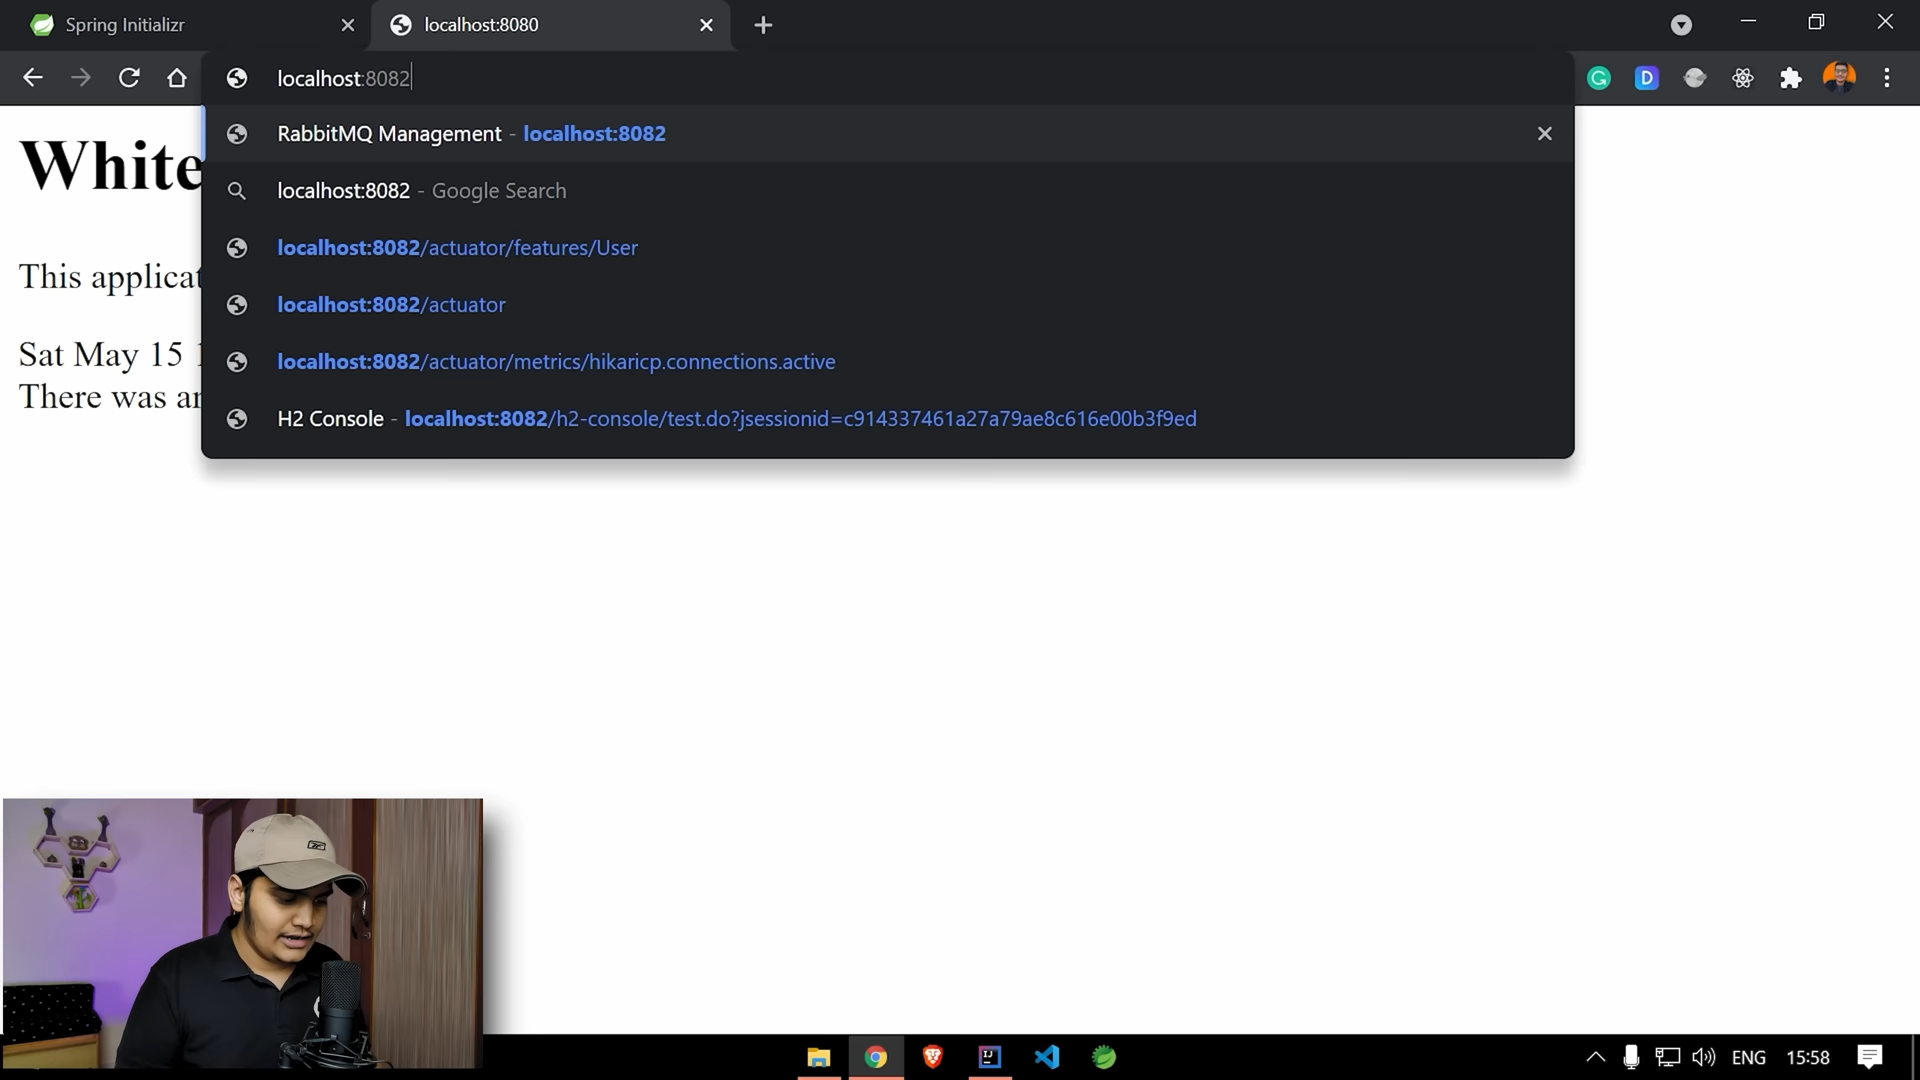 Spring Initializr
localhost:8080
localhost:8082
RabbitMQ Management - localhost:8082
localhost:8082 - Google Search
localhost:8082/actuator/features/User
localhost:8082/actuator
localhost:8082/actuator/metrics/hikaricp.connections.active
H2 Console - localhost:8082/h2-console/test.do?jsessionid=c914337461a27a79ae8c616e00b3f9ed
White
This applicat
Sat May 15 1
There was an
ENG 15:58